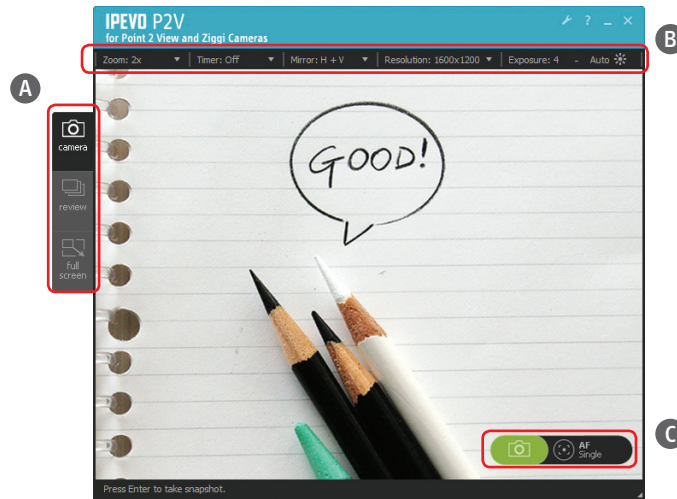 IPEVO P2V
for Point 2 View and Ziggi Cameras
?
Zoom: 2x Timer: Off Mirror: H + V Resolution: 1600x1200 Exposure: 4 - Auto
A
B
camera
review
full
screen
GOOD!
AF
Single
C
Press Enter to take snapshot.